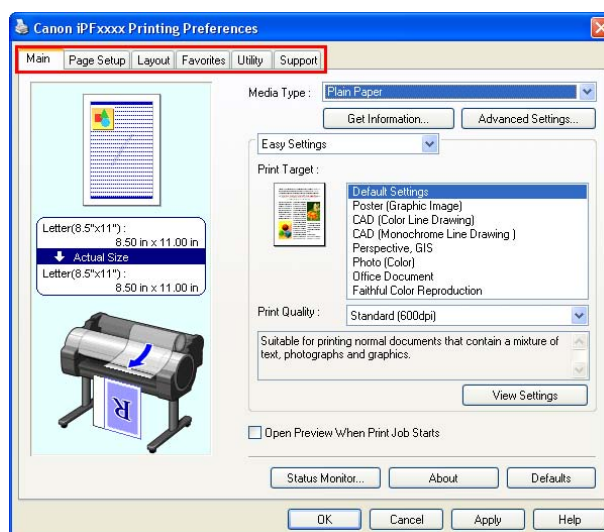 Canon iPFxxxx Printing Preferences
Main Page Setup Layout Favorites Utility Support
Media Type : Plain Paper
Get Information... Advanced Settings...
Easy Settings
Print Target :
Default Settings
Poster (Graphic Image)
CAD (Color Line Drawing)
CAD (Monochrome Line Drawing )
Perspective, GIS
Photo (Color)
Office Document
Faithful Color Reproduction
Letter(8.5"x11") :
8.50 in x 11.00 in
Actual Size
Letter(8.5"x11") :
8.50 in x 11.00 in
R
Print Quality : Standard (600dpi)
Suitable for printing normal documents that contain a mixture of
text, photographs and graphics.
View Settings
Open Preview When Print Job Starts
Status Monitor... About Defaults
OK Cancel Apply Help